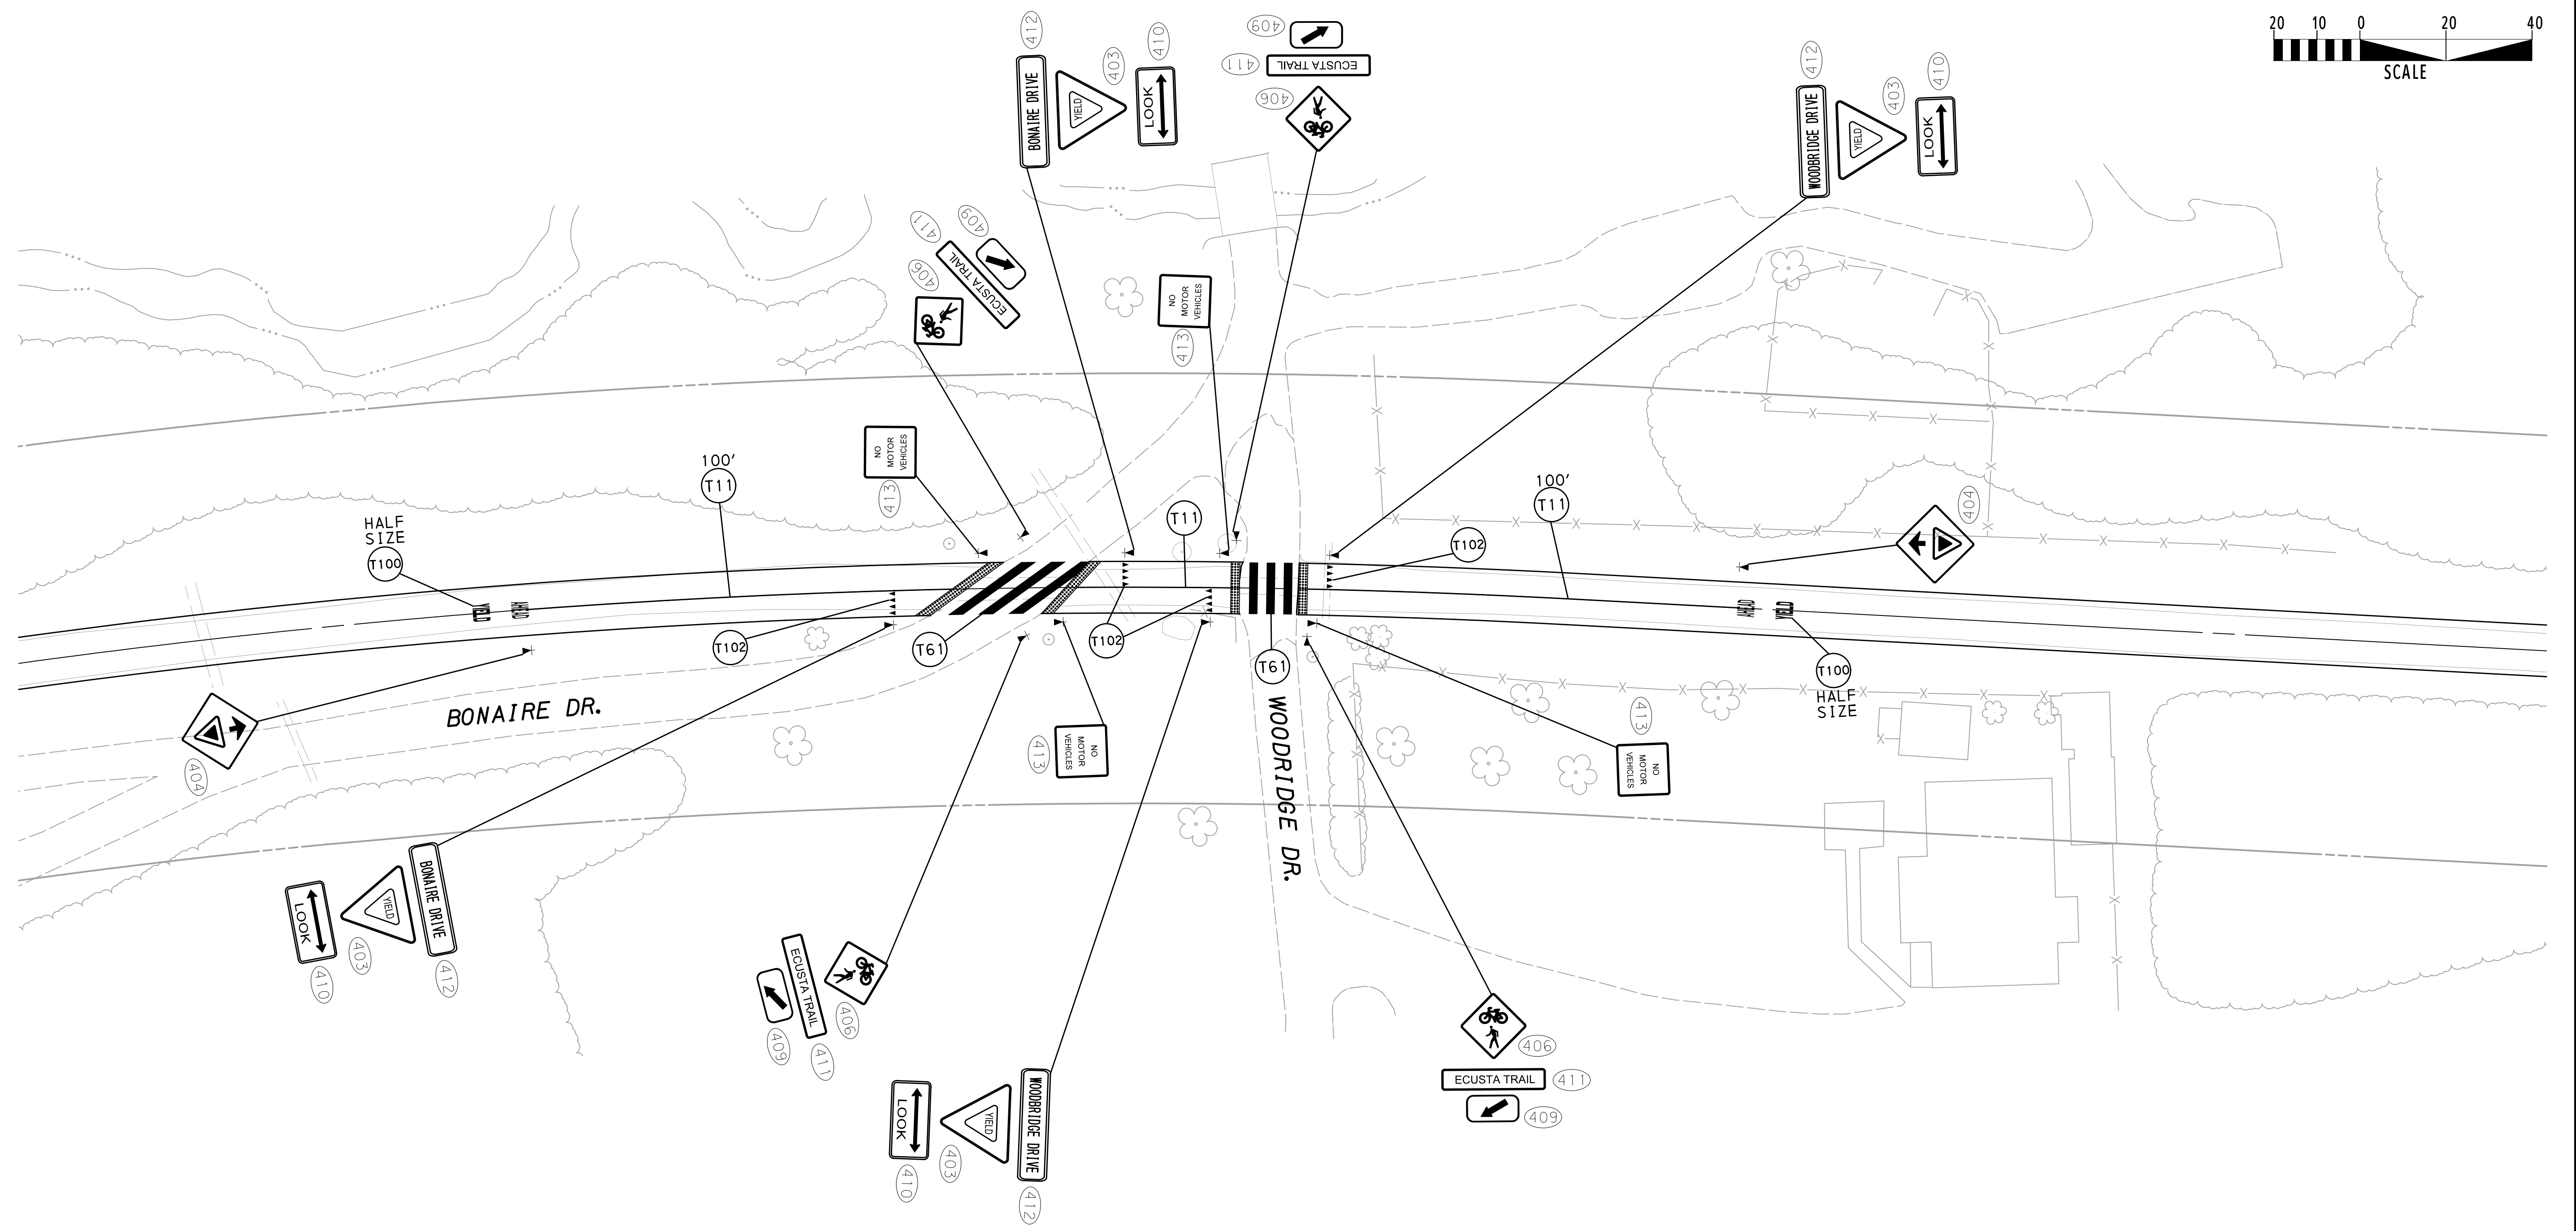 20 10 0 20 40
SCALE
412
BONAIRE DRIVE
403
YIELD
410
LOOK
409
411
ECUSTA TRAIL
406
412
WOODBRIDGE DRIVE
403
YIELD
410
LOOK
409
411
ECUSTA TRAIL
406
NO
MOTOR
VEHICLES
413
NO
MOTOR
VEHICLES
413
100'
T11
HALF
SIZE
T100
YIELD
AHEAD
T11
100'
T11
T102
404
T102
T61
T102
T61
AHEAD
YIELD
T100
HALF
SIZE
404
BONAIRE DR.
WOODRIDGE DR.
413
NO
MOTOR
VEHICLES
413
NO
MOTOR
VEHICLES
BONAIRE DRIVE
412
YIELD
403
LOOK
410
406
ECUSTA TRAIL
411
409
WOODBRIDGE DRIVE
412
YIELD
403
LOOK
410
406
ECUSTA TRAIL
411
409